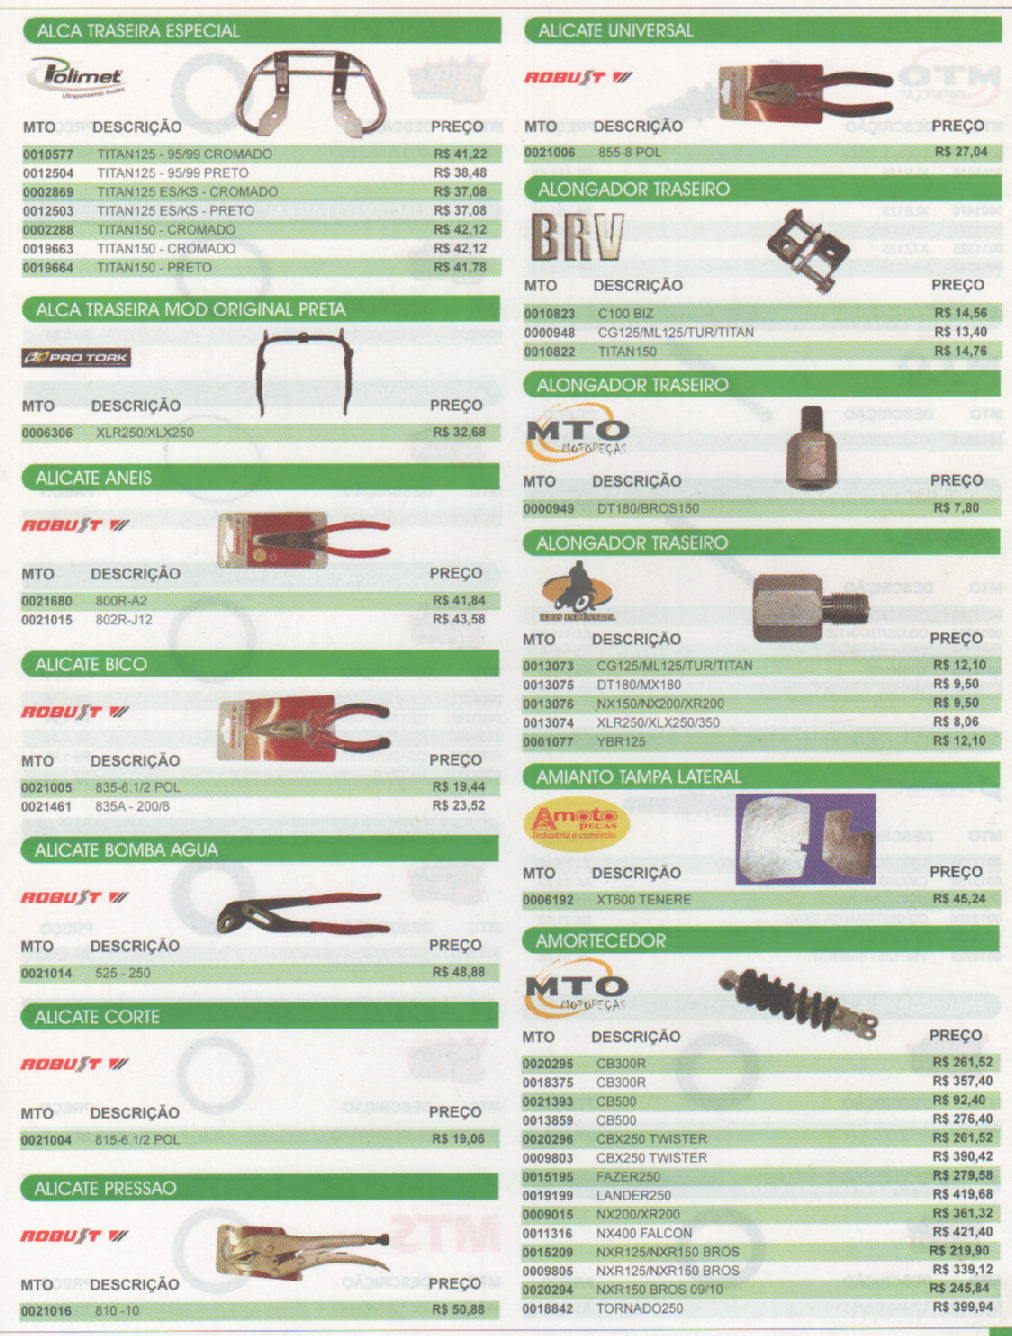 ALCA TRASEIRA ESPECIAL
Polimet
MTO DESCRIÇÃO PREÇO
0010577 TITAN125 - 95/99 CROMADO R$ 41,22
0012504 TITAN125 - 95/99 PRETO R$ 38,48
0002869 TITAN125 ES/KS - CROMADO R$ 37,08
0012503 TITAN125 ES/KS - PRETO R$ 37,08
0002288 TITAN150 - CROMADO R$ 42,12
0019663 TITAN150 - CROMADO R$ 42,12
0019664 TITAN150 - PRETO R$ 41,78
ALCA TRASEIRA MOD ORIGINAL PRETA
PRO TORK
MTO DESCRIÇÃO PREÇO
0006306 XLR250/XLX250 R$ 32,68
ALICATE ANEIS
ROBUST
MTO DESCRIÇÃO PREÇO
0021680 800R-A2 R$ 41,84
0021015 802R-J12 R$ 43,58
ALICATE BICO
ROBUST
MTO DESCRIÇÃO PREÇO
0021005 835-6.1/2 POL R$ 19,44
0021461 835A - 200/8 R$ 23,52
ALICATE BOMBA AGUA
ROBUST
MTO DESCRIÇÃO PREÇO
0021014 525 - 250 R$ 48,88
ALICATE CORTE
ROBUST
MTO DESCRIÇÃO PREÇO
0021004 815-6.1/2 POL R$ 19,06
ALICATE PRESSAO
ROBUST
MTO DESCRIÇÃO PREÇO
0021016 810 -10 R$ 50,88
ALICATE UNIVERSAL
ROBUST
MTO DESCRIÇÃO PREÇO
0021006 855-8 POL R$ 27,04
ALONGADOR TRASEIRO
BRV
MTO DESCRIÇÃO PREÇO
0010823 C100 BIZ R$ 14,56
0000948 CG125/ML125/TUR/TITAN R$ 13,40
0010822 TITAN150 R$ 14,76
ALONGADOR TRASEIRO
MTO
MOTOPEÇAS
MTO DESCRIÇÃO PREÇO
0000949 DT180/BROS150 R$ 7,80
ALONGADOR TRASEIRO
INDÚSTRIA
MTO DESCRIÇÃO PREÇO
0013073 CG125/ML125/TUR/TITAN R$ 12,10
0013075 DT180/MX180 R$ 9,50
0013076 NX150/NX200/XR200 R$ 9,50
0013074 XLR250/XLX250/350 R$ 8,06
0001077 YBR125 R$ 12,10
AMIANTO TAMPA LATERAL
Amoto
PEÇAS
Industria e comércio
MTO DESCRIÇÃO PREÇO
0006192 XT600 TENERE R$ 45,24
AMORTECEDOR
MTO
MOTOPEÇAS
MTO DESCRIÇÃO PREÇO
0020295 CB300R R$ 261,52
0018375 CB300R R$ 357,40
0021393 CB500 R$ 92,40
0013859 CB500 R$ 276,40
0020296 CBX250 TWISTER R$ 261,52
0009803 CBX250 TWISTER R$ 390,42
0015195 FAZER250 R$ 279,58
0019199 LANDER250 R$ 419,68
0009015 NX200/XR200 R$ 361,32
0011316 NX400 FALCON R$ 421,40
0015209 NXR125/NXR150 BROS R$ 219,90
0009805 NXR125/NXR150 BROS R$ 339,12
0020294 NXR150 BROS 09/10 R$ 245,84
0018842 TORNADO250 R$ 399,94